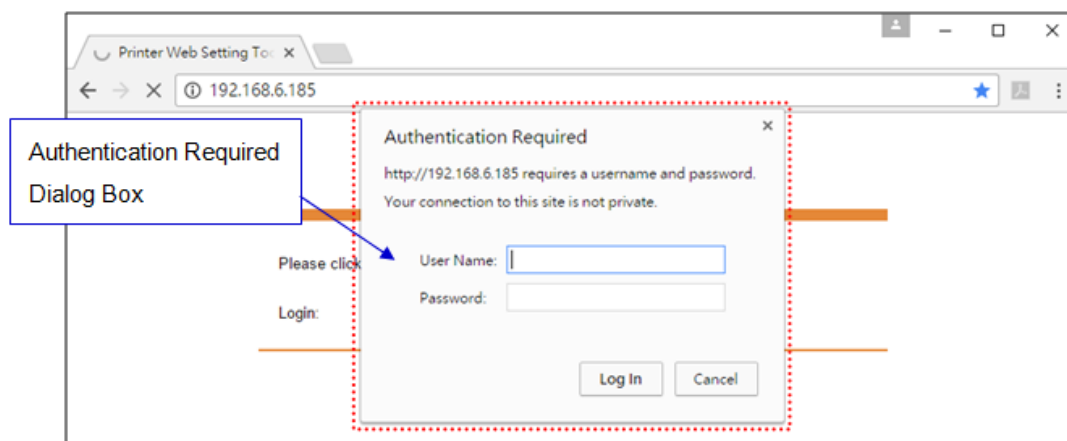 Printer Web Setting Too
192.168.6.185
Authentication Required
Dialog Box
Authentication Required
http://192.168.6.185 requires a username and password.
Your connection to this site is not private.
Please click
User Name:
Password:
Login:
Log In
Cancel